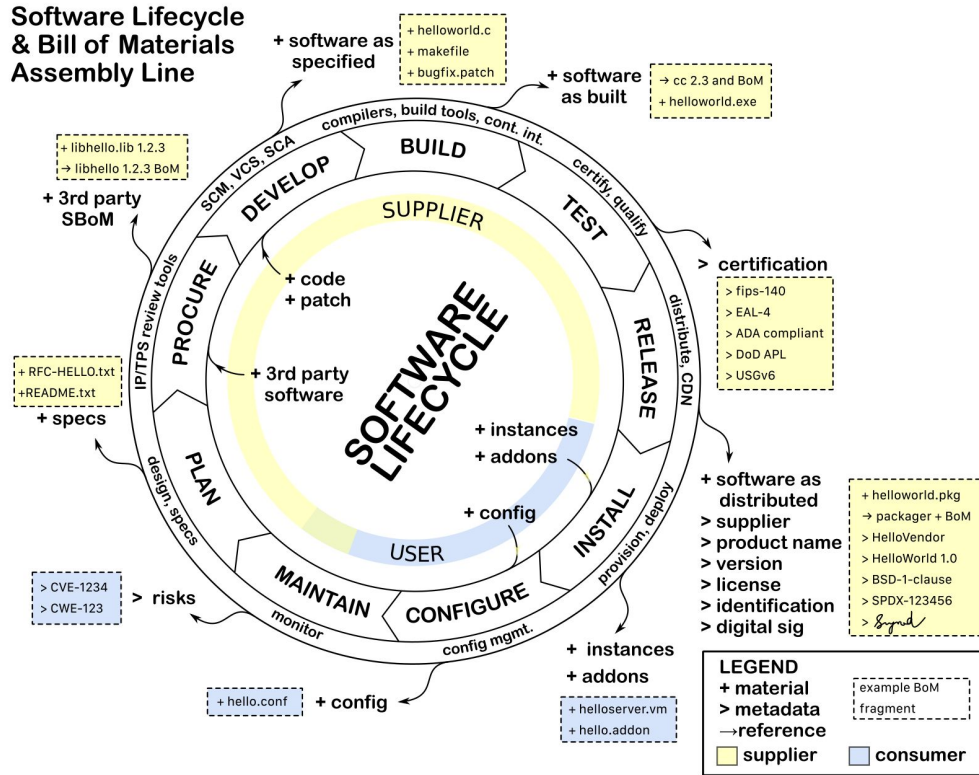 Software Lifecycle
& Bill of Materials
Assembly Line
+ software as
specified
+ helloworld.c
+ makefile
+ bugfix.patch
+ software
as built
→ cc 2.3 and BoM
+ helloworld.exe
+ libhello.lib 1.2.3
→ libhello 1.2.3 BoM
+ 3rd party
SBoM
> certification
> fips-140
> EAL-4
> ADA compliant
> DoD APL
> USGv6
+ RFC-HELLO.txt
+README.txt
+ specs
+ software as
distributed
> supplier
> product name
> version
> license
> identification
> digital sig
+ helloworld.pkg
→ packager + BoM
> HelloVendor
> HelloWorld 1.0
> BSD-1-clause
> SPDX-123456
> Signed
> CVE-1234
> CWE-123
> risks
+ hello.conf
+ config
+ instances
+ addons
+ helloserver.vm
+ hello.addon
design, specs
IP/TPS review tools
SCM, VCS, SCA
compilers, build tools, cont. int.
certify, qualify
distribute, CDN
provision, deploy
config mgmt.
monitor
PLAN
PROCURE
DEVELOP
BUILD
TEST
RELEASE
INSTALL
CONFIGURE
MAINTAIN
SUPPLIER
+ code
+ patch
+ 3rd party
software
SOFTWARE
LIFECYCLE
+ instances
+ addons
+ config
USER
LEGEND
+ material
> metadata
→reference
example BoM
fragment
supplier
consumer